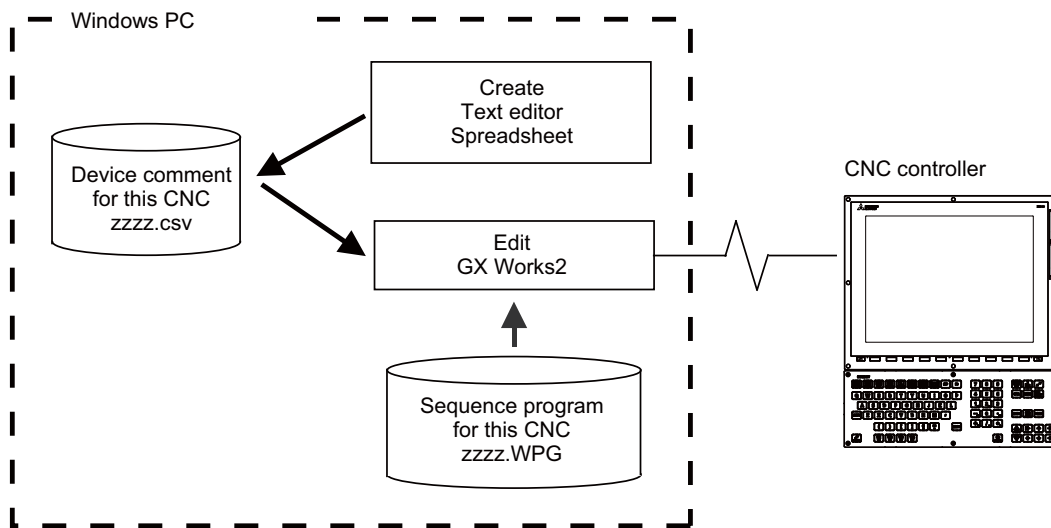 Windows PC
Create
Text editor
Spreadsheet
Device comment
for this CNC
zzzz.csv
CNC controller
Edit
GX Works2
Sequence program
for this CNC
zzzz.WPG